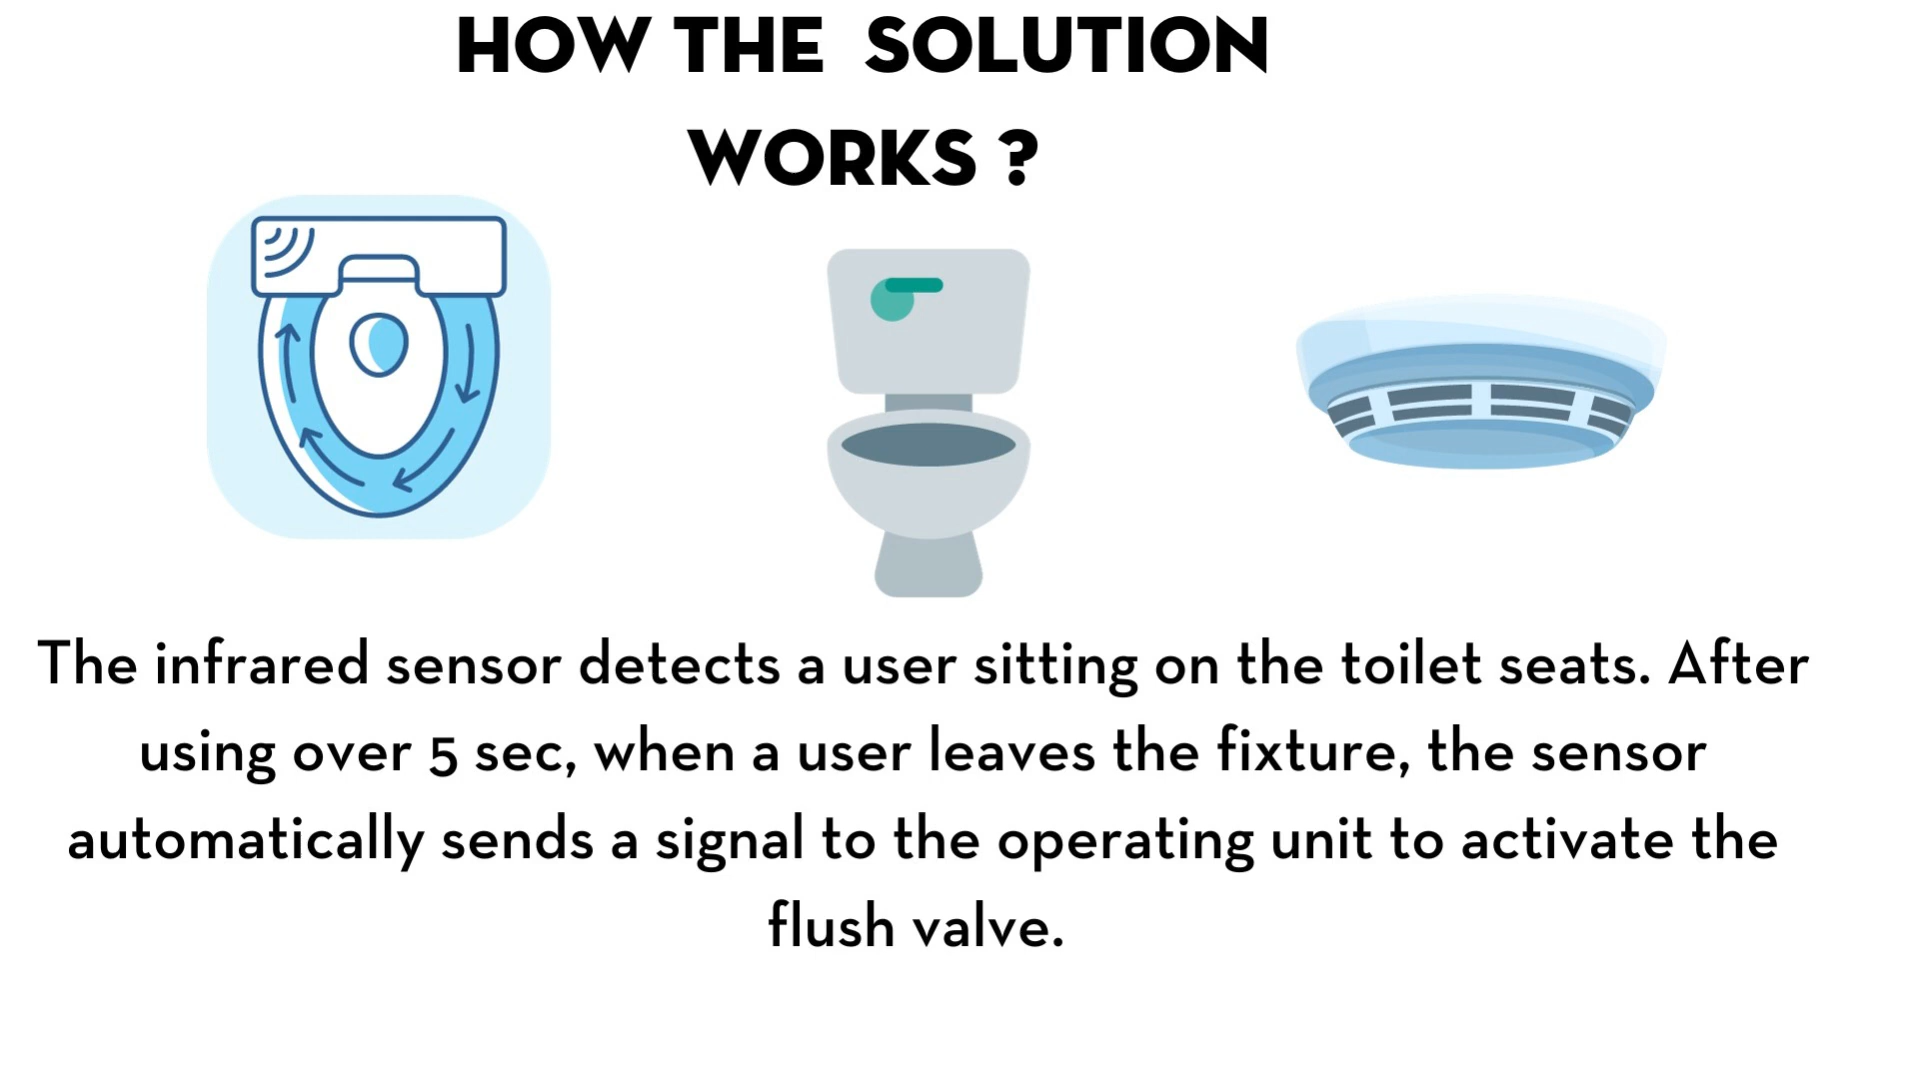 HOW THE SOLUTION
WORKS ?
The infrared sensor detects a user sitting on the toilet seats. After
using over 5 sec, when a user leaves the fixture, the sensor
automatically sends a signal to the operating unit to activate the
flush valve.